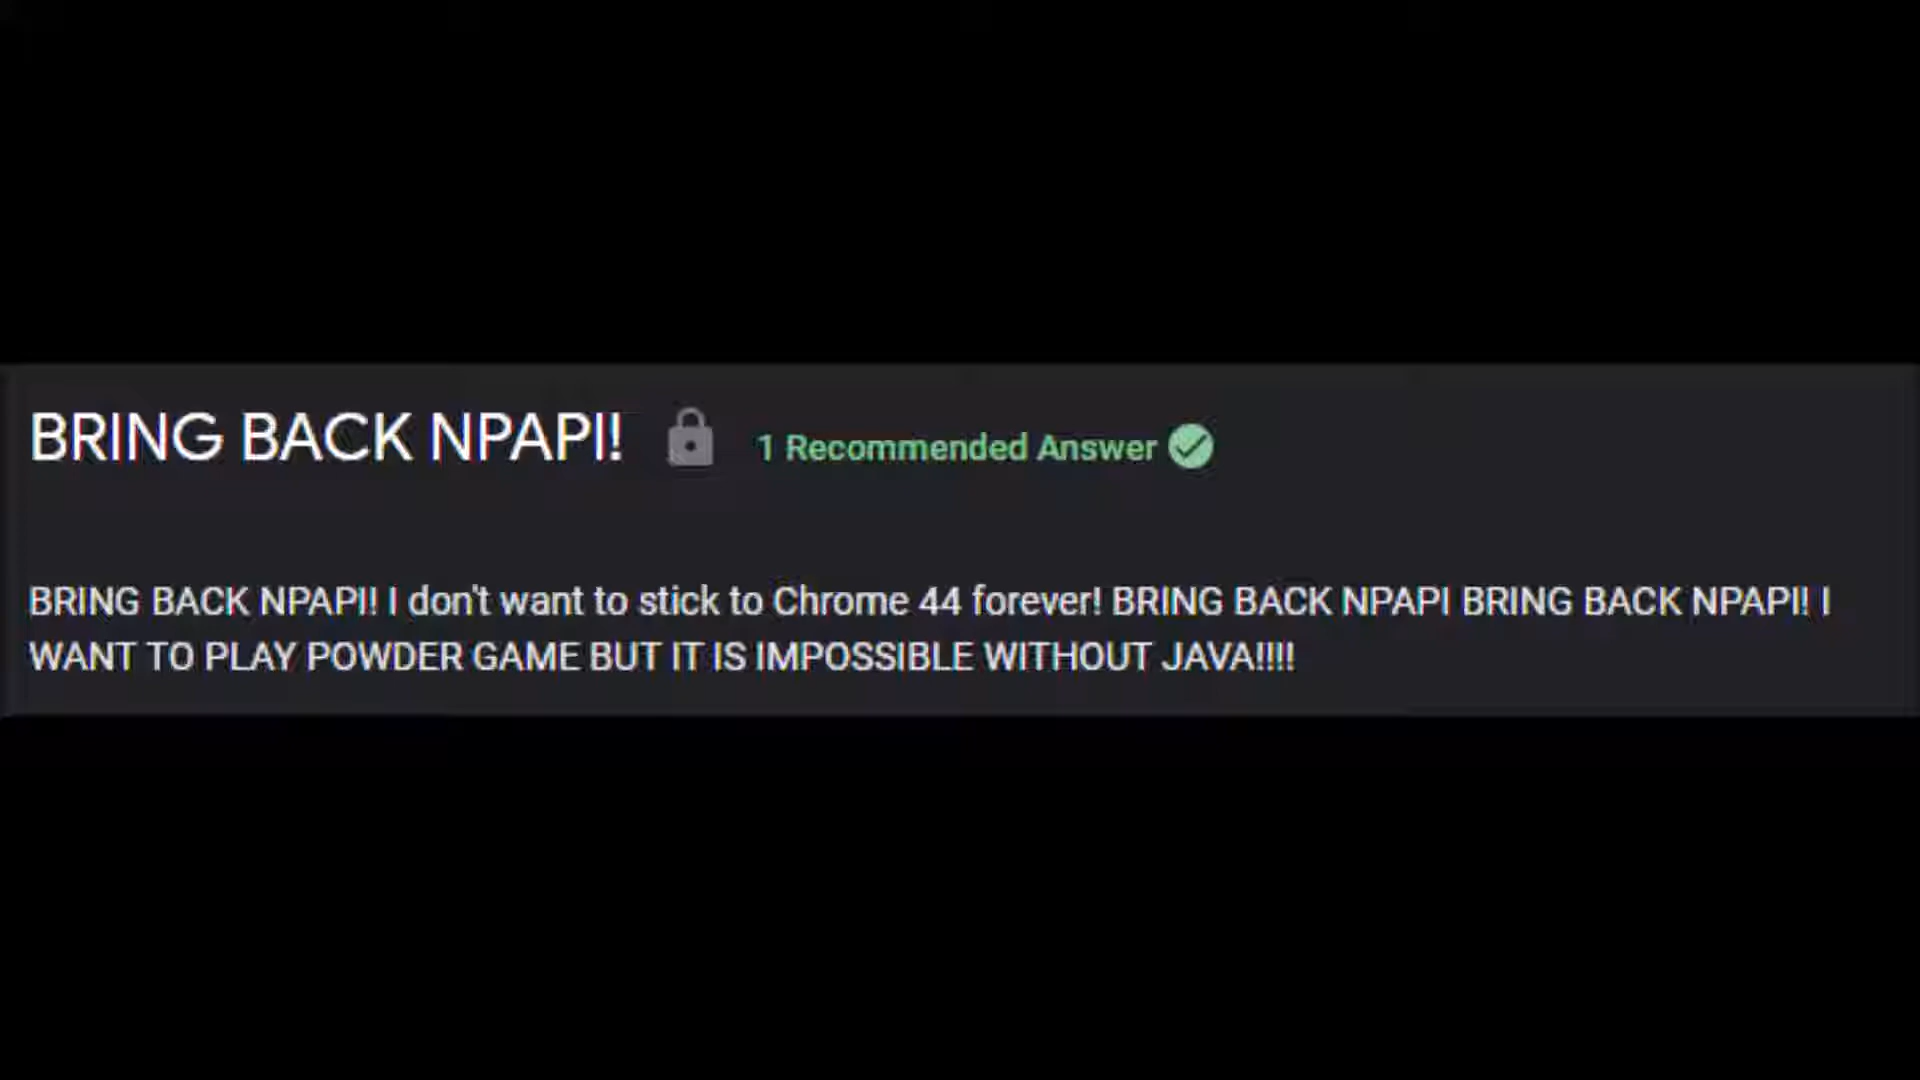 BRING BACK NPAPI! 1 Recommended Answer
BRING BACK NPAPI! I don't want to stick to Chrome 44 forever! BRING BACK NPAPI BRING BACK NPAPI! I
WANT TO PLAY POWDER GAME BUT IT IS IMPOSSIBLE WITHOUT JAVA!!!!